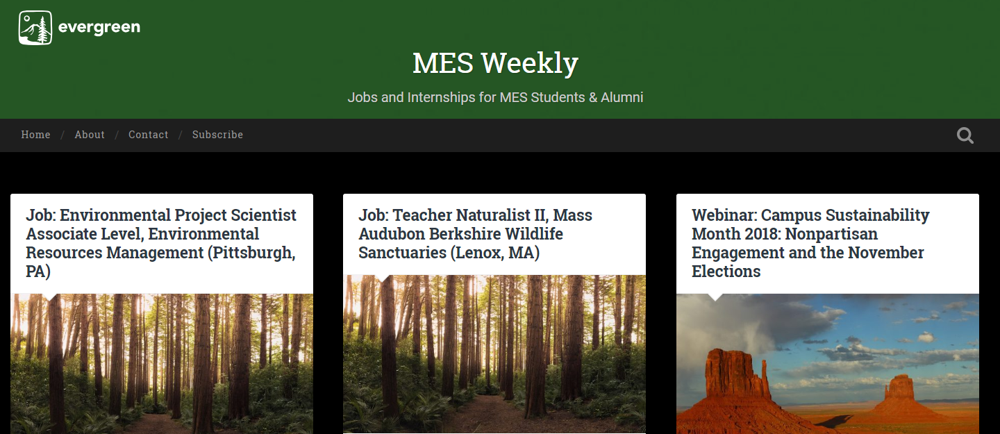 evergreen
MES Weekly
Jobs and Internships for MES Students & Alumni
Home / About / Contact / Subscribe
Job: Environmental Project Scientist
Associate Level, Environmental
Resources Management (Pittsburgh,
PA)
Job: Teacher Naturalist II, Mass
Audubon Berkshire Wildlife
Sanctuaries (Lenox, MA)
Webinar: Campus Sustainability
Month 2018: Nonpartisan
Engagement and the November
Elections